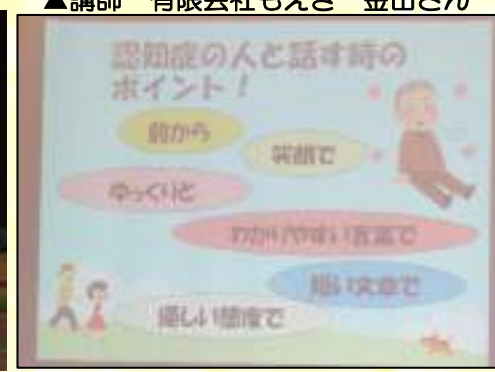 ▲講師 有限会社もえぎ 金山さん
認知症の人と話す時の
ポイント！
前から
笑顔で
ゆっくりと
わかりやすい言葉で
短い文章で
優しい態度で